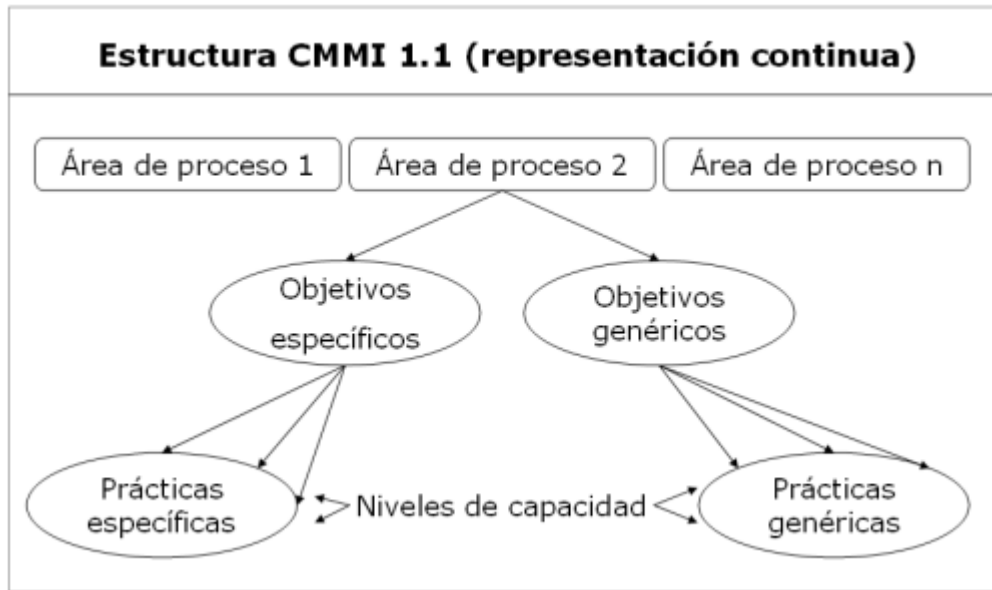 Estructura CMMI 1.1 (representación continua)
Área de proceso 1
Área de proceso 2
Área de proceso n
Objetivos
específicos
Objetivos
genéricos
Prácticas
específicas
Niveles de capacidad
Prácticas
genéricas